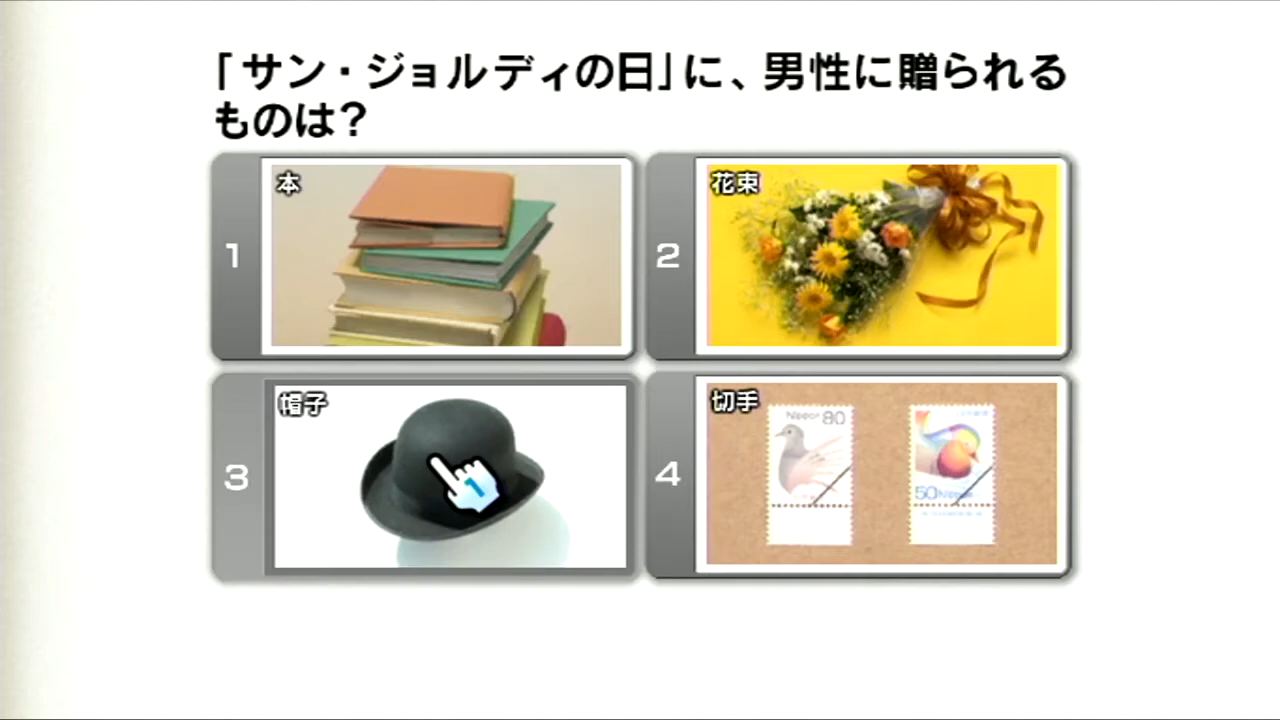 「サン・ジョルディの日」に、男性に贈られる
ものは？
1
本
2
花束
3
帽子
1
4
切手
Nippon 80
50 Nippon